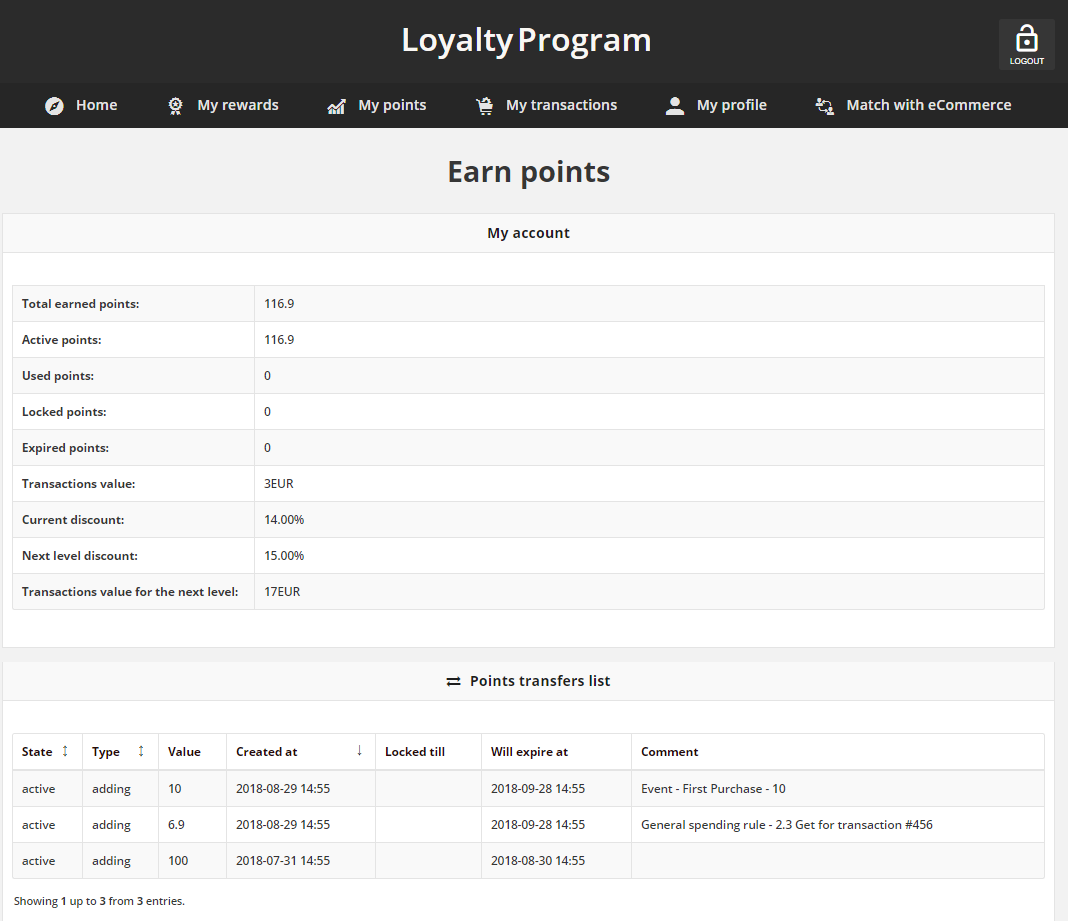 Loyalty Program
LOGOUT
Home My rewards My points My transactions My profile Match with eCommerce
Earn points
My account
Total earned points: 116.9
Active points: 116.9
Used points: 0
Locked points: 0
Expired points: 0
Transactions value: 3EUR
Current discount: 14.00%
Next level discount: 15.00%
Transactions value for the next level: 17EUR
Points transfers list
State Type Value Created at Locked till Will expire at Comment
active adding 10 2018-08-29 14:55 2018-09-28 14:55 Event - First Purchase - 10
active adding 6.9 2018-08-29 14:55 2018-09-28 14:55 General spending rule - 2.3 Get for transaction #456
active adding 100 2018-07-31 14:55 2018-08-30 14:55
Showing 1 up to 3 from 3 entries.